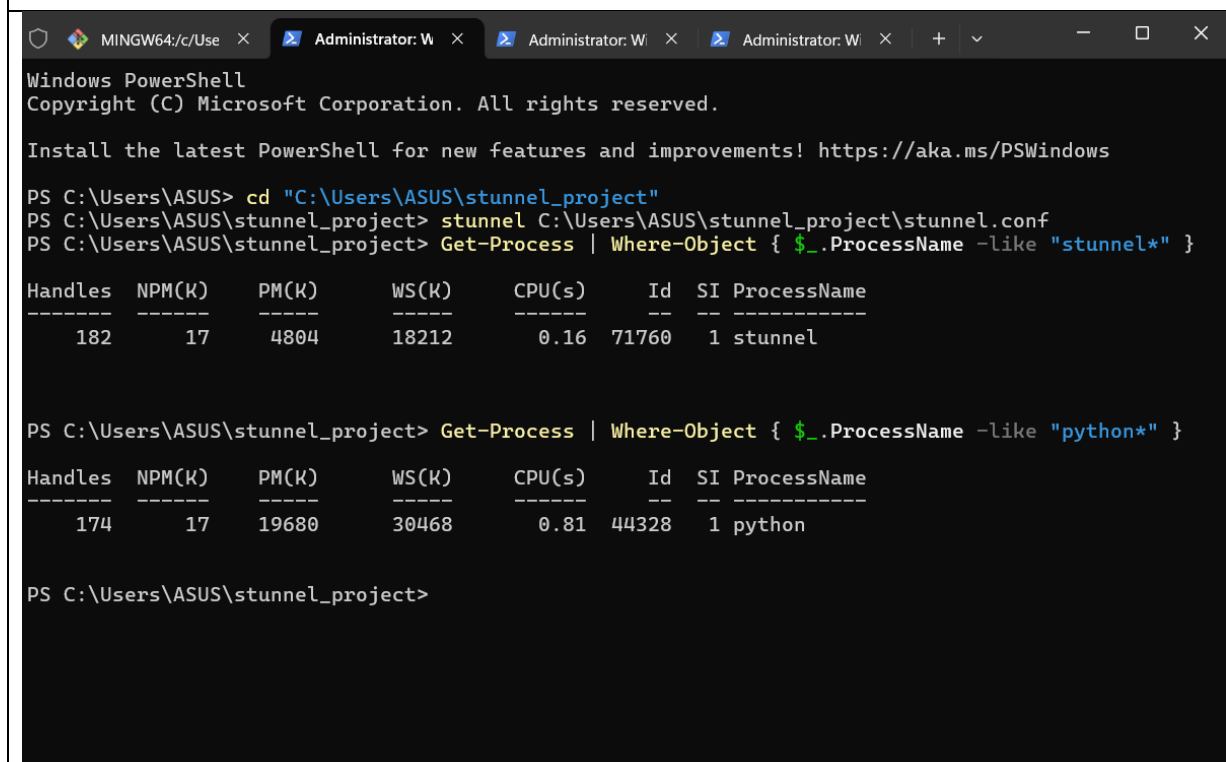 MINGW64:/c/Use
Administrator: W
Administrator: Wi
Administrator: Wi
Windows PowerShell
Copyright (C) Microsoft Corporation. All rights reserved.
Install the latest PowerShell for new features and improvements! https://aka.ms/PSWindows
PS C:\Users\ASUS> cd "C:\Users\ASUS\stunnel_project"
PS C:\Users\ASUS\stunnel_project> stunnel C:\Users\ASUS\stunnel_project\stunnel.conf
PS C:\Users\ASUS\stunnel_project> Get-Process | Where-Object { $_.ProcessName -like "stunnel*" }
Handles  NPM(K)    PM(K)      WS(K)     CPU(s)     Id  SI ProcessName
-------  ------    -----      -----     ------     --  -- -----------
    182      17     4804      18212       0.16  71760   1 stunnel
PS C:\Users\ASUS\stunnel_project> Get-Process | Where-Object { $_.ProcessName -like "python*" }
Handles  NPM(K)    PM(K)      WS(K)     CPU(s)     Id  SI ProcessName
-------  ------    -----      -----     ------     --  -- -----------
    174      17    19680      30468       0.81  44328   1 python
PS C:\Users\ASUS\stunnel_project>